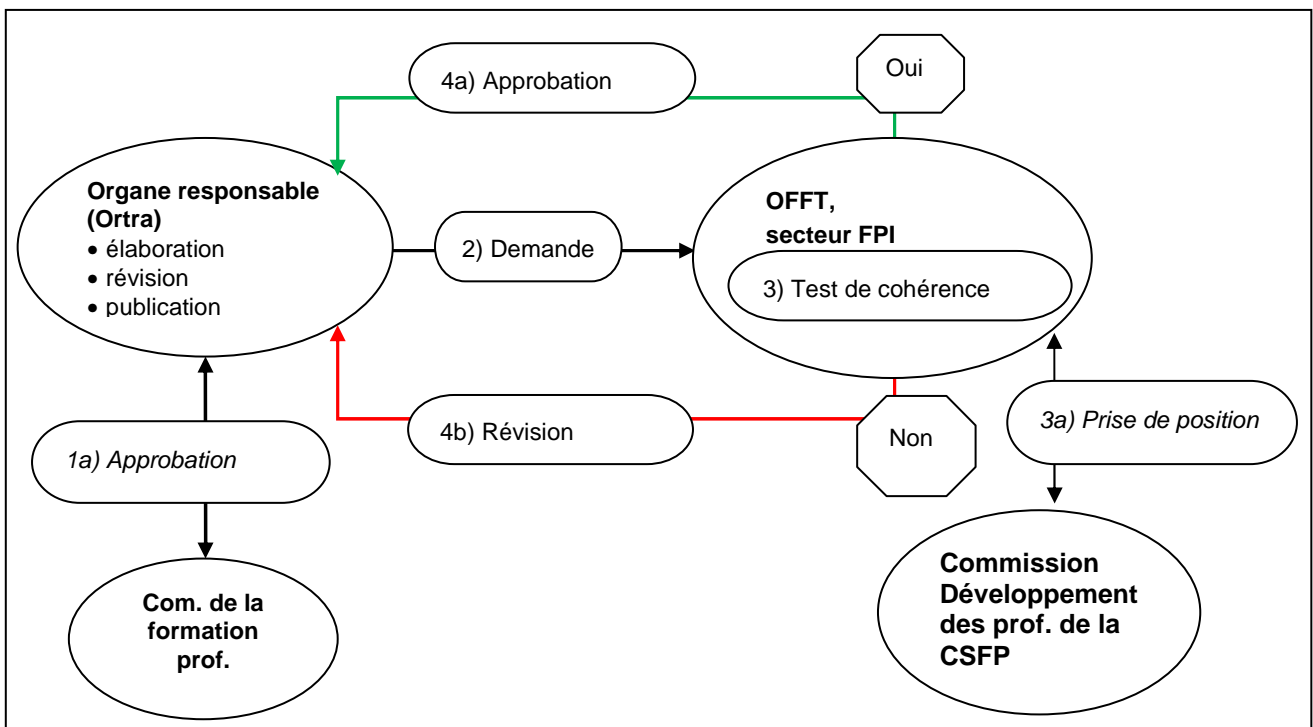 4a) Approbation
Oui
Organe responsable
(Ortra)
• élaboration
• révision
• publication
2) Demande
OFFT,
secteur FPI
3) Test de cohérence
4b) Révision
Non
1a) Approbation
3a) Prise de position
Com. de la
formation
prof.
Commission
Développement
des prof. de la
CSFP